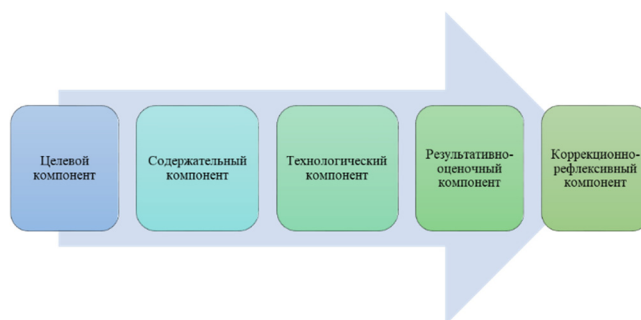 Целевой
компонент
Содержательный
компонент
Технологический
компонент
Результативно-
оценочный
компонент
Коррекционно-
рефлексивный
компонент